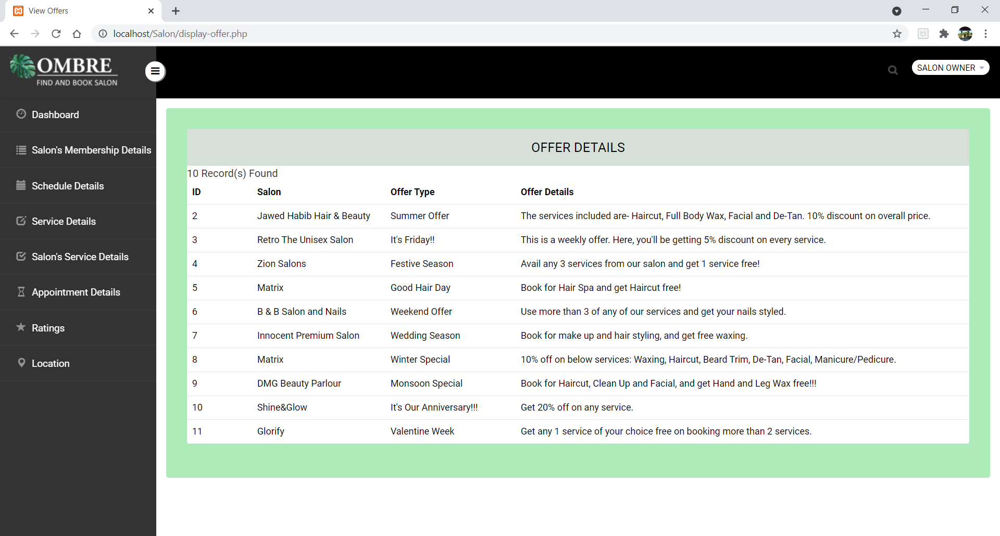 View Offers
localhost/Salon/display-offer.php
OMBRE
FIND AND BOOK SALON
SALON OWNER
Dashboard
Salon's Membership Details
Schedule Details
Service Details
Salon's Service Details
Appointment Details
Ratings
Location
OFFER DETAILS
10 Record(s) Found
ID Salon Offer Type Offer Details
2 Jawed Habib Hair & Beauty Summer Offer The services included are- Haircut, Full Body Wax, Facial and De-Tan. 10% discount on overall price.
3 Retro The Unisex Salon It's Friday!! This is a weekly offer. Here, you'll be getting 5% discount on every service.
4 Zion Salons Festive Season Avail any 3 services from our salon and get 1 service free!
5 Matrix Good Hair Day Book for Hair Spa and get Haircut free!
6 B & B Salon and Nails Weekend Offer Use more than 3 of any of our services and get your nails styled.
7 Innocent Premium Salon Wedding Season Book for make up and hair styling, and get free waxing.
8 Matrix Winter Special 10% off on below services: Waxing, Haircut, Beard Trim, De-Tan, Facial, Manicure/Pedicure.
9 DMG Beauty Parlour Monsoon Special Book for Haircut, Clean Up and Facial, and get Hand and Leg Wax free!!!
10 Shine&Glow It's Our Anniversary!!! Get 20% off on any service.
11 Glorify Valentine Week Get any 1 service of your choice free on booking more than 2 services.